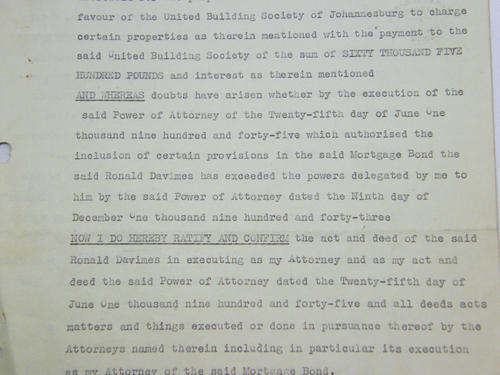 favour of the United Building Society of Johannesburg to charge
certain properties as therein mentioned with the payment to the
said United Building Society of the sum of SIXTY THOUSAND FIVE
HUNDRED POUNDS and interest as therein mentioned
AND WHEREAS doubts have arisen whether by the execution of the
said Power of Attorney of the Twenty-fifth day of June One
thousand nine hundred and forty-five which authorised the
inclusion of certain provisions in the said Mortgage Bond the
said Ronald Davimes has exceeded the powers delegated by me to
him by the said Power of Attorney dated the Ninth day of
December One thousand nine hundred and forty-three
NOW I DO HEREBY RATIFY AND CONFIRM the act and deed of the said
Ronald Davimes in executing as my Attorney and as my act and
deed the said Power of Attorney dated the Twenty-fifth day of
June One thousand nine hundred and forty-five and all deeds acts
matters and things executed or done in pursuance thereof by the
Attorneys named therein including in particular its execution
as my Attorney of the said Mortgage Bond.